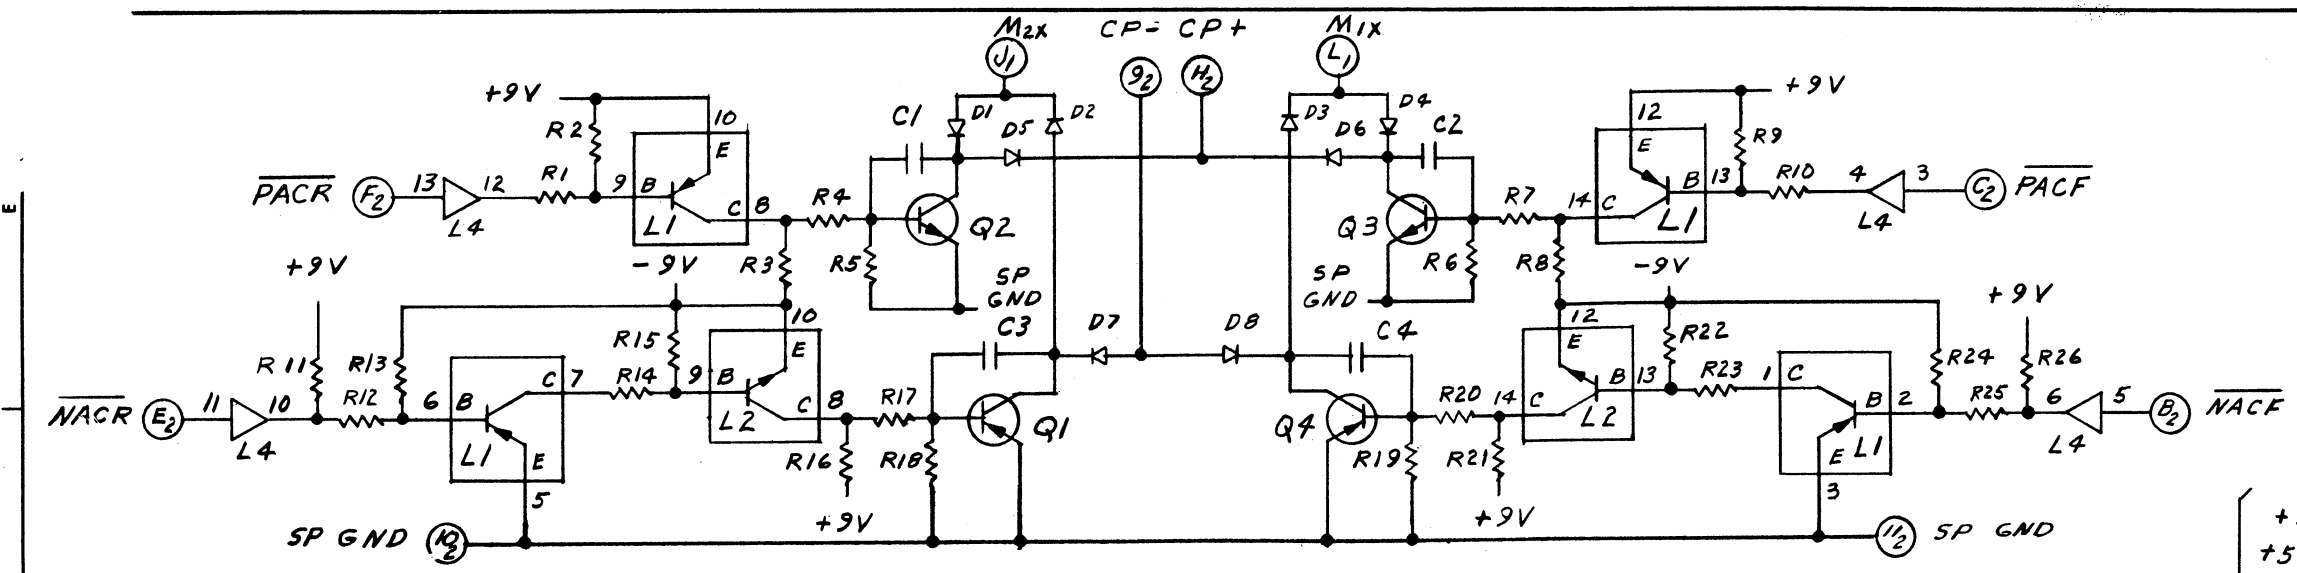 M2X CP- CP+ M1X
J1 92 H2 L1
+9V 10 C1 D1 D5 D2 D3 D4 D6 C2 12 +9V
R2 E E R9
PACR F2 13 12 R1 9 B C 8 R4 R7 14 C B 13 R10 4 3 C2 PACF
L4 L1 Q2 Q3 L1 L4
+9V -9V R3 R5 SP GND SP GND R6 R8 -9V +9V
10 C3 D7 D8 C4 12
R11 R13 R15 E E R22 R24 R26
R12 6 B C 7 R14 9 B C 8 R17 R20 14 C B 13 R23 1 C B 2 R25 6 5
NACR E2 11 10 B2 NACF
L4 L1 E L2 Q1 Q4 L2 E L1 L4
R16 R18 R19 R21
5 3
+9V +9V
SP GND 102 112 SP GND
+5
E